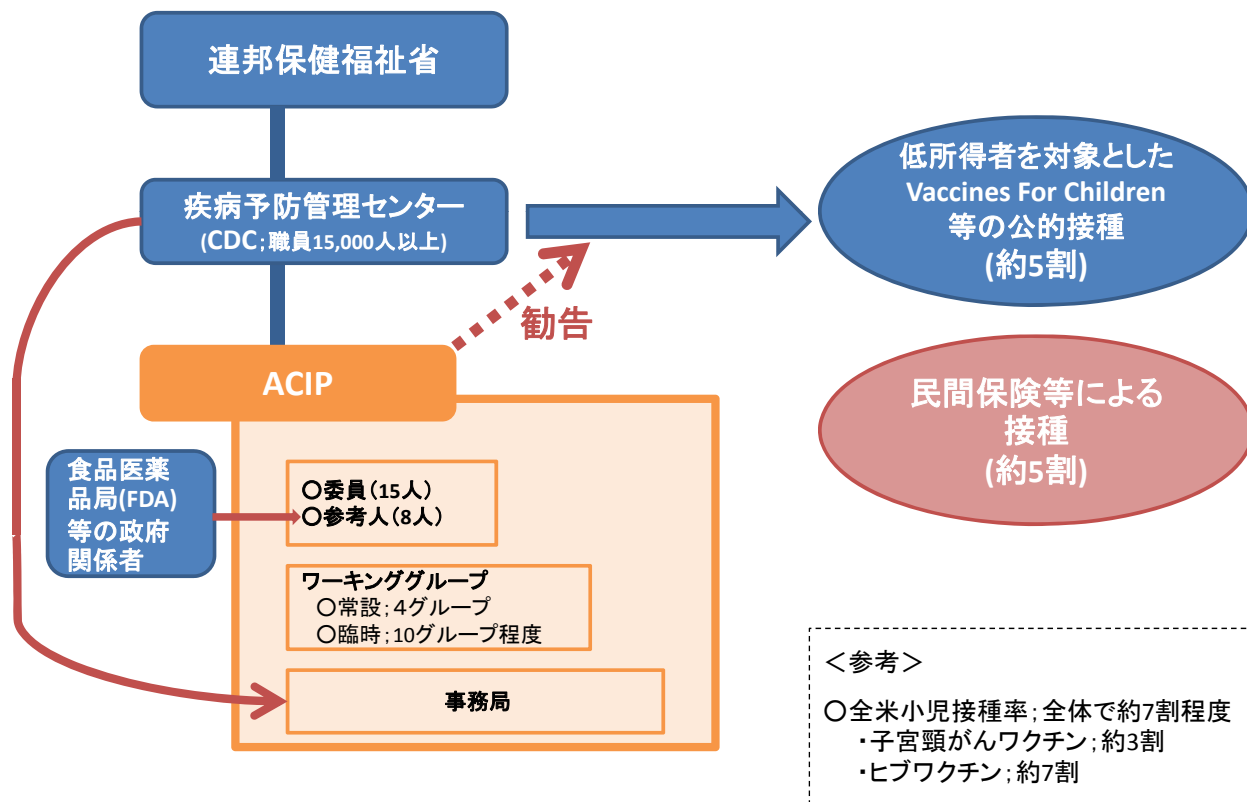 連邦保健福祉省
疾病予防管理センター
(CDC;職員15,000人以上)
低所得者を対象とした
Vaccines For Children
等の公的接種
(約5割)
勧告
ACIP
民間保険等による
接種
(約5割)
食品医薬
品局(FDA)
等の政府
関係者
○委員(15人)
○参考人(8人)
ワーキンググループ
○常設;4グループ
○臨時;10グループ程度
事務局
<参考>
○全米小児接種率;全体で約7割程度
・子宮頸がんワクチン;約3割
・ヒブワクチン;約7割